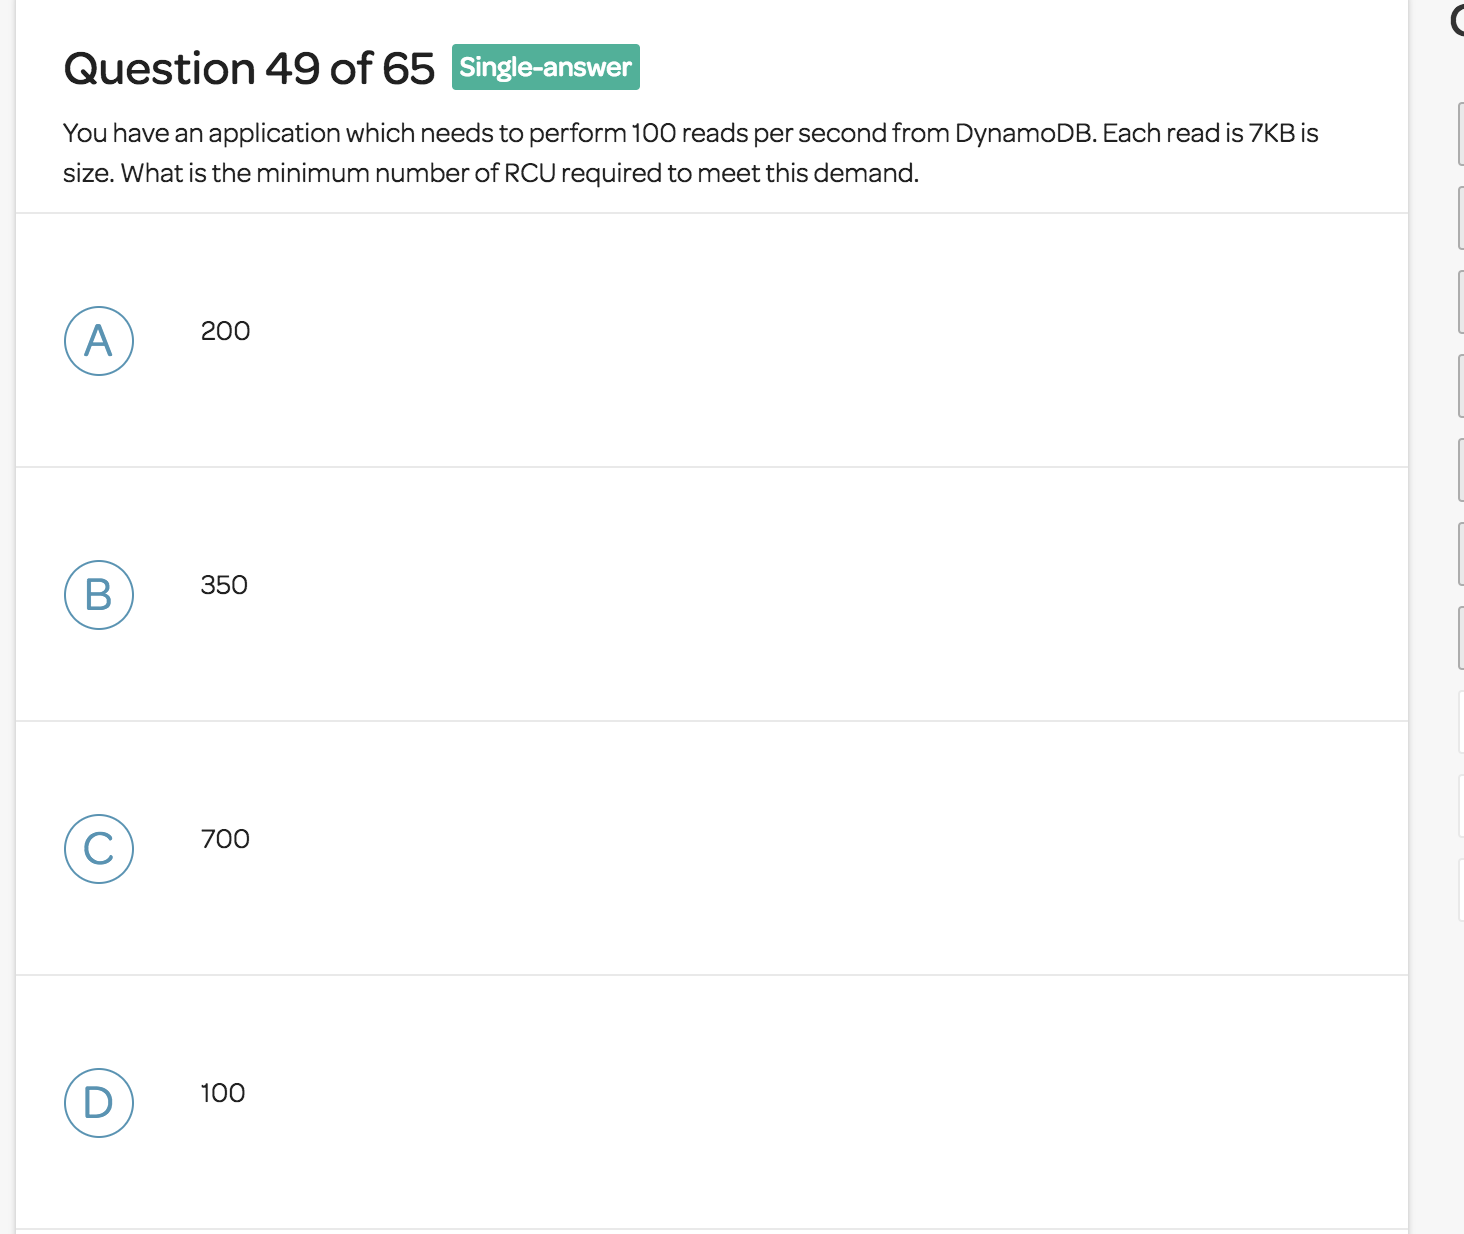 Question 49 of 65 Single-answer
You have an application which needs to perform 100 reads per second from DynamoDB. Each read is 7KB is
size. What is the minimum number of RCU required to meet this demand.
A 200
B 350
C 700
D 100